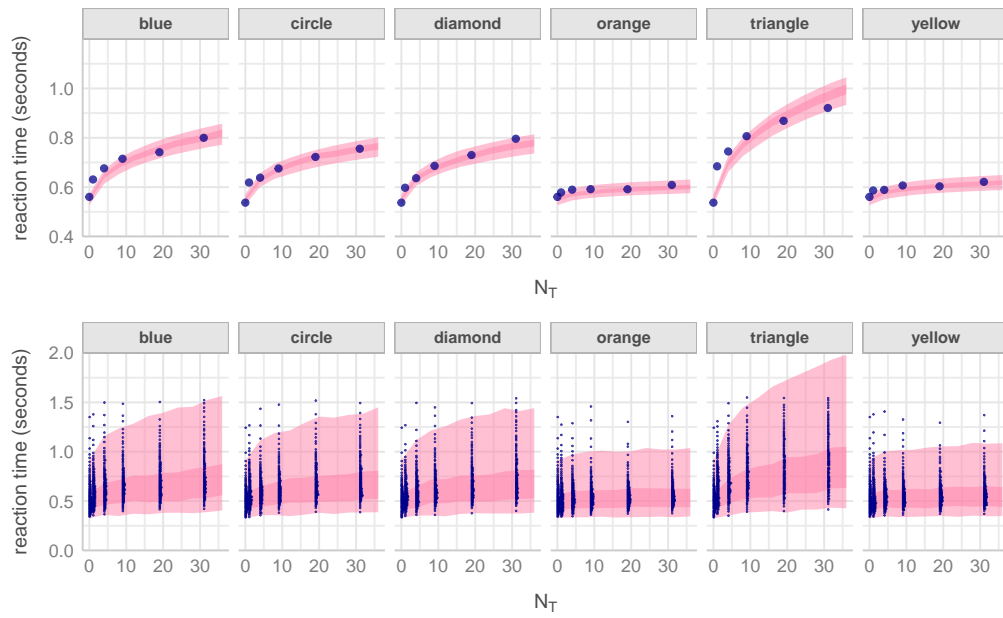 blue circle diamond orange triangle yellow
reaction time (seconds)
1.0
0.8
0.6
0.4
0 10 20 30 0 10 20 30 0 10 20 30 0 10 20 30 0 10 20 30 0 10 20 30
N_T
blue circle diamond orange triangle yellow
reaction time (seconds)
2.0
1.5
1.0
0.5
0.0
0 10 20 30 0 10 20 30 0 10 20 30 0 10 20 30 0 10 20 30 0 10 20 30
N_T